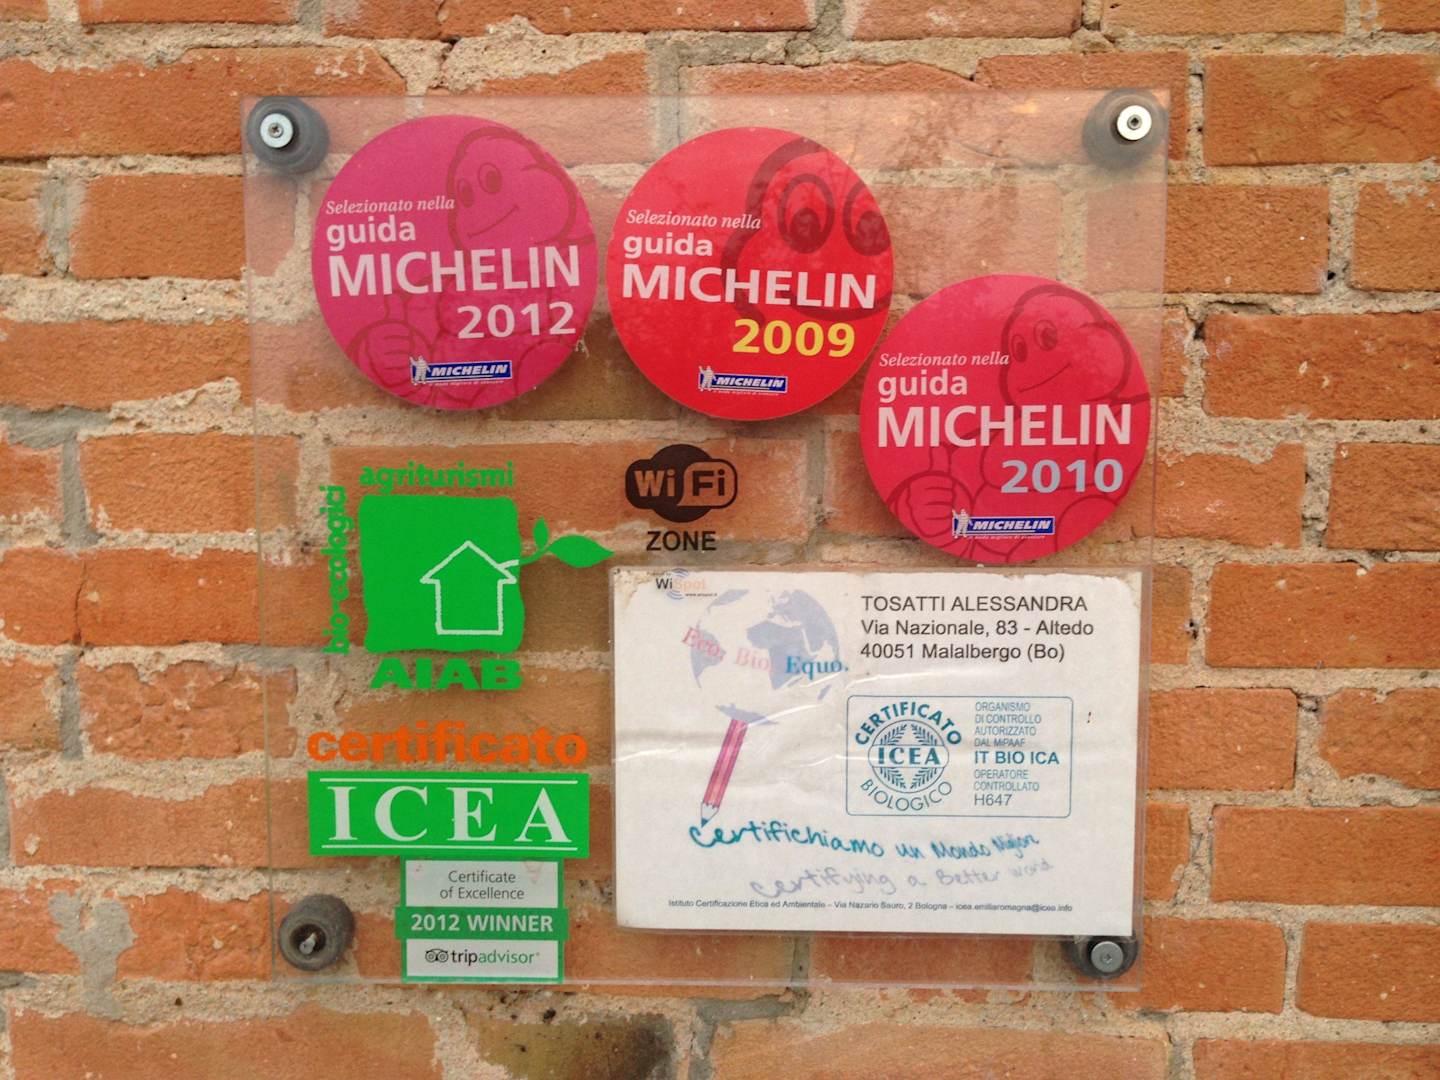 Selezionato nella
guida
MICHELIN
2012
MICHELIN
Selezionato nella
guida
MICHELIN
2009
MICHELIN
Selezionato nella
guida
MICHELIN
2010
MICHELIN
agriturismi
bio-ecologici
AIAB
Wi Fi
ZONE
certificato
ICEA
Certificate
of Excellence
2012 WINNER
tripadvisor
WiSpot
Eco. Bio. Equo.
TOSATTI ALESSANDRA
Via Nazionale, 83 - Altedo
40051 Malalbergo (Bo)
CERTIFICATO
ICEA
BIOLOGICO
ORGANISMO
DI CONTROLLO
AUTORIZZATO
DAL MiPAAF
IT BIO ICA
OPERATORE
CONTROLLATO
H647
certifichiamo un Mondo
certifying a Better World
Istituto Certificazione Etica ed Ambientale – Via Nazario Sauro, 2 Bologna – icea.emiliaromagna@icea.info